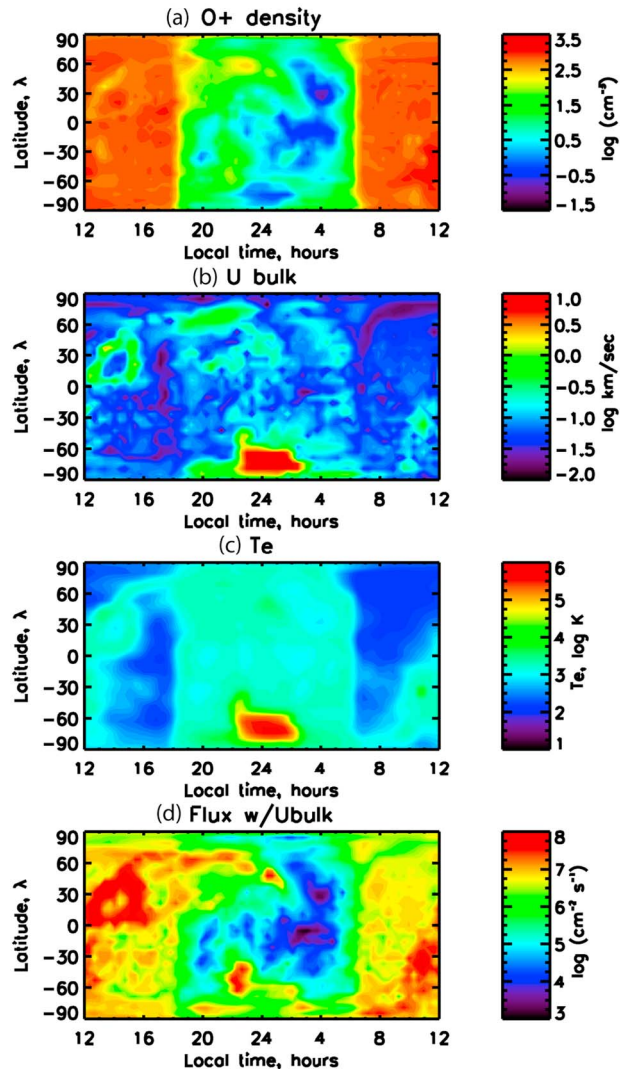 (a) O+ density
90
60
30
0
−30
−60
−90
Latitude, λ
12 16 20 24 4 8 12
Local time, hours
3.5
2.5
1.5
0.5
−0.5
−1.5
log (cm⁻³)
(b) U bulk
90
60
30
0
−30
−60
−90
Latitude, λ
12 16 20 24 4 8 12
Local time, hours
1.0
0.5
0.0
−0.5
−1.0
−1.5
−2.0
log km/sec
(c) Te
90
60
30
0
−30
−60
−90
Latitude, λ
12 16 20 24 4 8 12
Local time, hours
6
5
4
3
2
1
Te, log K
(d) Flux w/Ubulk
90
60
30
0
−30
−60
−90
Latitude, λ
12 16 20 24 4 8 12
Local time, hours
8
7
6
5
4
3
log (cm⁻² s⁻¹)